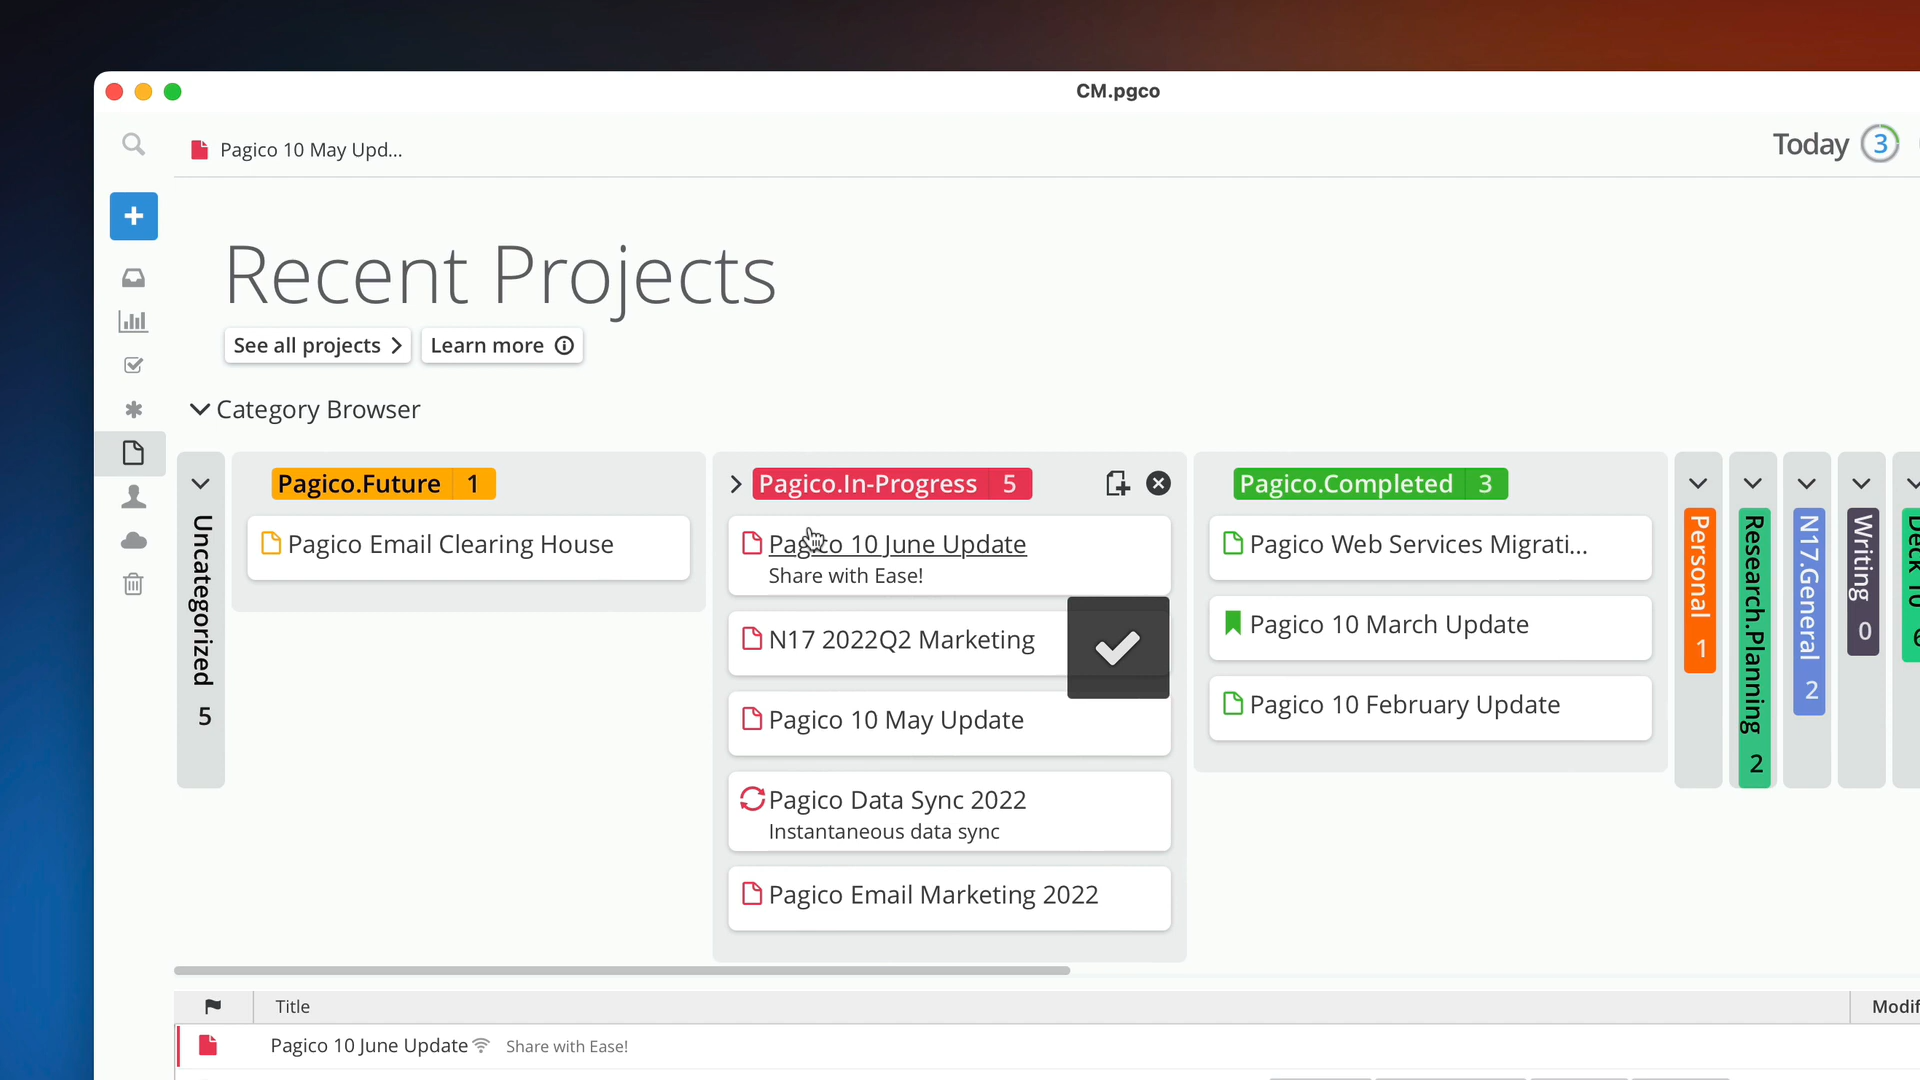 CM.pgco
Pagico 10 May Upd...
Today 3
Recent Projects
See all projects
Learn more
Category Browser
Uncategorized 5
Pagico.Future 1
Pagico Email Clearing House
Pagico.In-Progress 5
Pagico 10 June Update
Share with Ease!
N17 2022Q2 Marketing
Pagico 10 May Update
Pagico Data Sync 2022
Instantaneous data sync
Pagico Email Marketing 2022
Pagico.Completed 3
Pagico Web Services Migrati...
Pagico 10 March Update
Pagico 10 February Update
Personal 1
Research.Planning 2
N17.General 2
Writing 0
Title
Modif
Pagico 10 June Update Share with Ease!